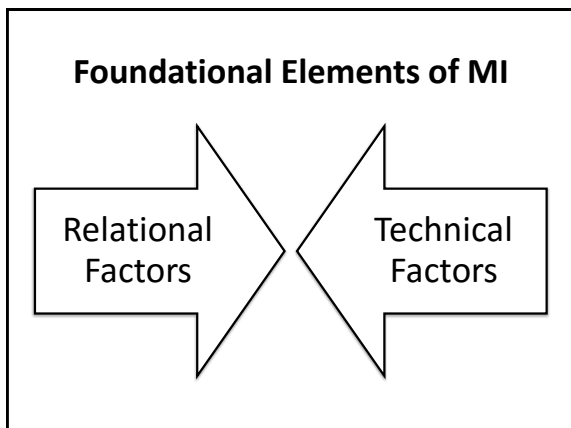 Foundational Elements of MI
Relational
Factors
Technical
Factors